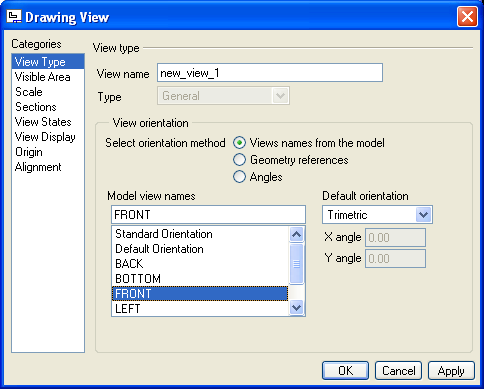 Drawing View
Categories
View Type
Visible Area
Scale
Sections
View States
View Display
Origin
Alignment
View type
View name new_view_1
Type General
View orientation
Select orientation method Views names from the model
Geometry references
Angles
Model view names
FRONT
Standard Orientation
Default Orientation
BACK
BOTTOM
FRONT
LEFT
Default orientation
Trimetric
X angle 0.00
Y angle 0.00
OK Cancel Apply